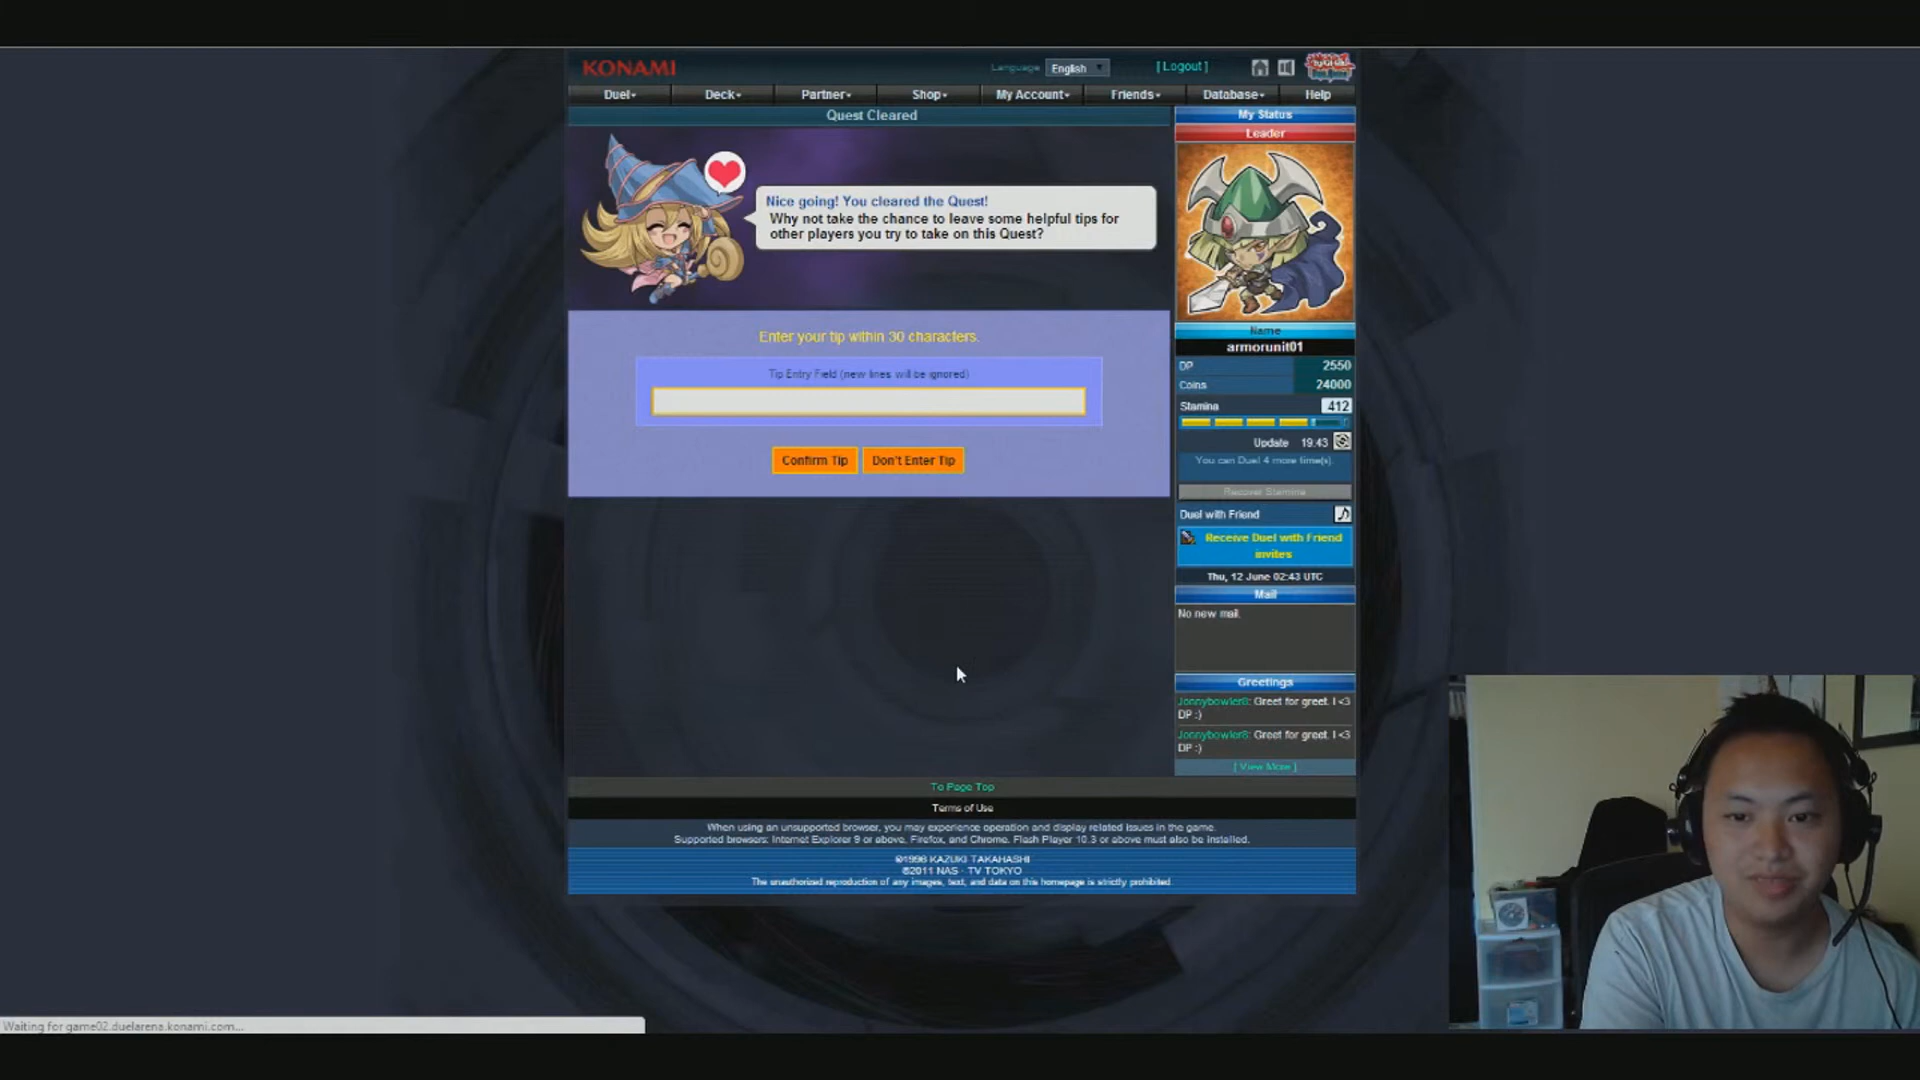 KONAMI
Language English [ Logout ]
Duel Deck Partner Shop My Account Friends Database Help
Quest Cleared
Nice going! You cleared the Quest!
Why not take the chance to leave some helpful tips for
other players you try to take on this Quest?
Enter your tip within 30 characters.
Tip Entry Field (new lines will be ignored)
Confirm Tip Don't Enter Tip
My Status
Leader
Name
armorunit01
DP 2550
Coins 24000
Stamina 412
Update 19:43
You can Duel 4 more time(s).
Recover Stamina
Duel with Friend
Receive Duel with Friend
invites
Thu, 12 June 02:43 UTC
Mail
No new mail.
Greetings
Jonnybowler8: Greet for greet. I <3
DP :)
Jonnybowler8: Greet for greet. I <3
DP :)
[ View More ]
To Page Top
Terms of Use
When using an unsupported browser, you may experience operation and display related issues in the game.
Supported browsers: Internet Explorer 9 or above, Firefox, and Chrome. Flash Player 10.3 or above must also be installed.
©1996 KAZUKI TAKAHASHI
©2011 NAS · TV TOKYO
The unauthorized reproduction of any images, text, and data on this homepage is strictly prohibited
Waiting for game02.duelarena.konami.com...